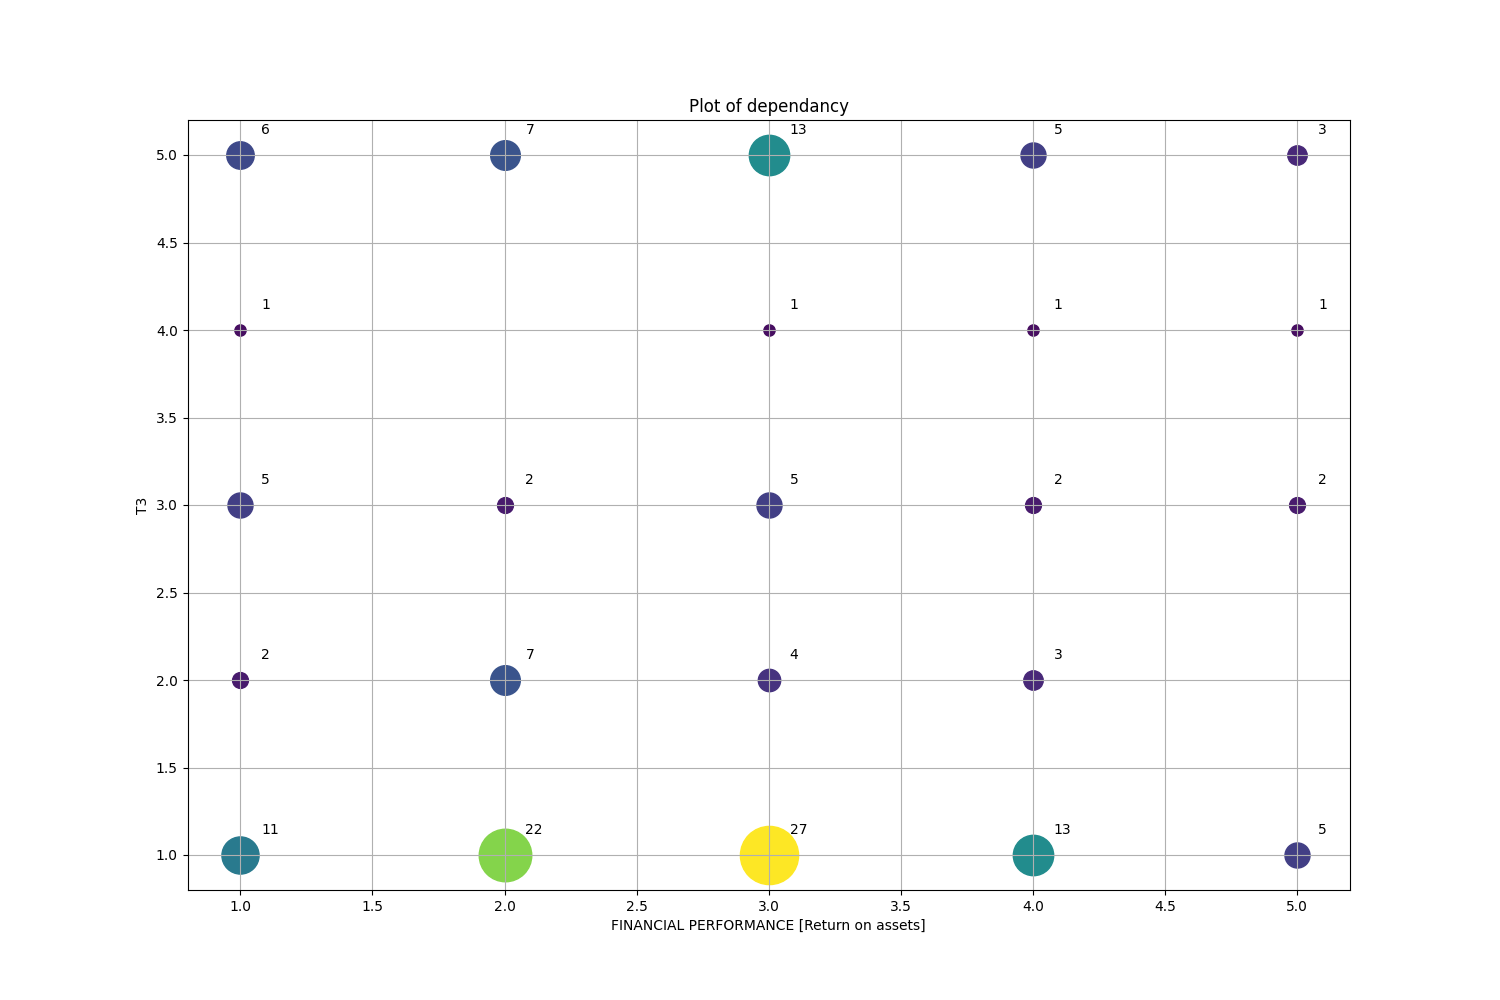 Plot of dependancy
6 7 13 5 3
5.0
4.5
1 1 1 1
4.0
3.5
5 2 5 2 2
3.0
T3
2.5
2 7 4 3
2.0
1.5
11 22 27 13 5
1.0
1.0 1.5 2.0 2.5 3.0 3.5 4.0 4.5 5.0
FINANCIAL PERFORMANCE [Return on assets]